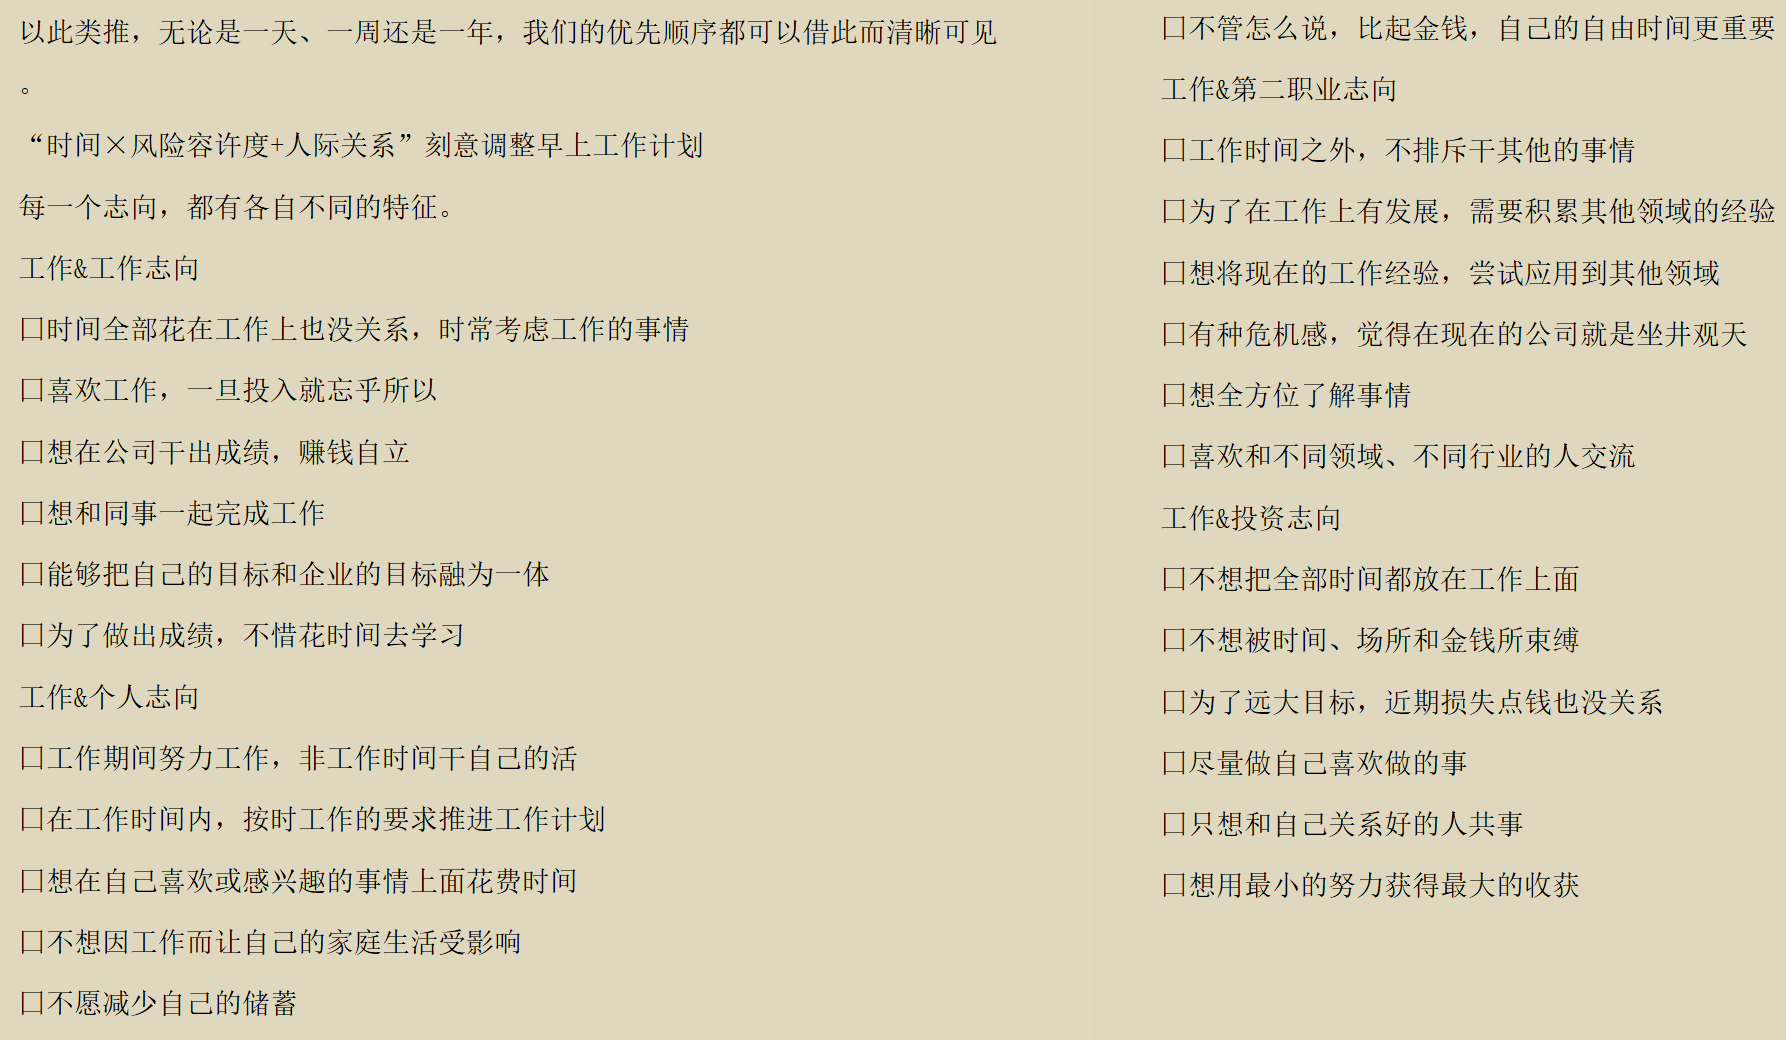 以此类推，无论是一天、一周还是一年，我们的优先顺序都可以借此而清晰可见
。
“时间×风险容许度+人际关系”刻意调整早上工作计划
每一个志向，都有各自不同的特征。
工作&工作志向
□时间全部花在工作上也没关系，时常考虑工作的事情
□喜欢工作，一旦投入就忘乎所以
□想在公司干出成绩，赚钱自立
□想和同事一起完成工作
□能够把自己的目标和企业的目标融为一体
□为了做出成绩，不惜花时间去学习
工作&个人志向
□工作期间努力工作，非工作时间干自己的活
□在工作时间内，按时工作的要求推进工作计划
□想在自己喜欢或感兴趣的事情上面花费时间
□不想因工作而让自己的家庭生活受影响
□不愿减少自己的储蓄
□不管怎么说，比起金钱，自己的自由时间更重要
工作&第二职业志向
□工作时间之外，不排斥干其他的事情
□为了在工作上有发展，需要积累其他领域的经验
□想将现在的工作经验，尝试应用到其他领域
□有种危机感，觉得在现在的公司就是坐井观天
□想全方位了解事情
□喜欢和不同领域、不同行业的人交流
工作&投资志向
□不想把全部时间都放在工作上面
□不想被时间、场所和金钱所束缚
□为了远大目标，近期损失点钱也没关系
□尽量做自己喜欢做的事
□只想和自己关系好的人共事
□想用最小的努力获得最大的收获